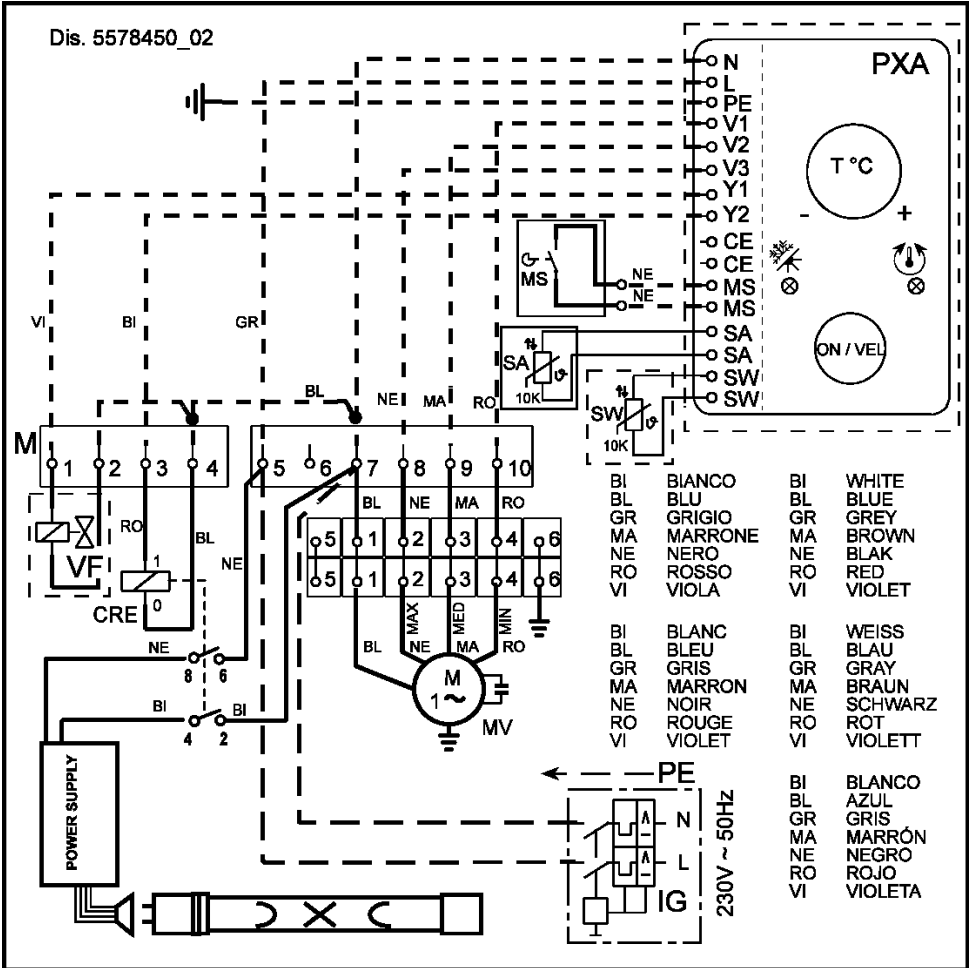 Dis. 5578450_02
PXA
N
L
PE
V1
V2
V3
Y1
Y2
CE
CE
MS
MS
SA
SA
SW
SW
T °C
- +
ON / VEL
MS
NE
NE
SA
10K
SW
10K
VI
BI
GR
BL
NE
MA
RO
M
1 2 3 4 5 6 7 8 9 10
VF
RO
BL
NE
CRE
1
0
BL NE MA RO
5 1 2 3 4 6
5 1 2 3 4 6
MAX MED MIN
BL NE MA RO
M
1 ~
MV
NE
8 6
BI BI
4 2
POWER SUPPLY
PE
N
L
IG
230V ~ 50Hz
BI BIANCO
BL BLU
GR GRIGIO
MA MARRONE
NE NERO
RO ROSSO
VI VIOLA
BI WHITE
BL BLUE
GR GREY
MA BROWN
NE BLAK
RO RED
VI VIOLET
BI BLANC
BL BLEU
GR GRIS
MA MARRON
NE NOIR
RO ROUGE
VI VIOLET
BI WEISS
BL BLAU
GR GRAY
MA BRAUN
NE SCHWARZ
RO ROT
VI VIOLETT
BI BLANCO
BL AZUL
GR GRIS
MA MARRÓN
NE NEGRO
RO ROJO
VI VIOLETA